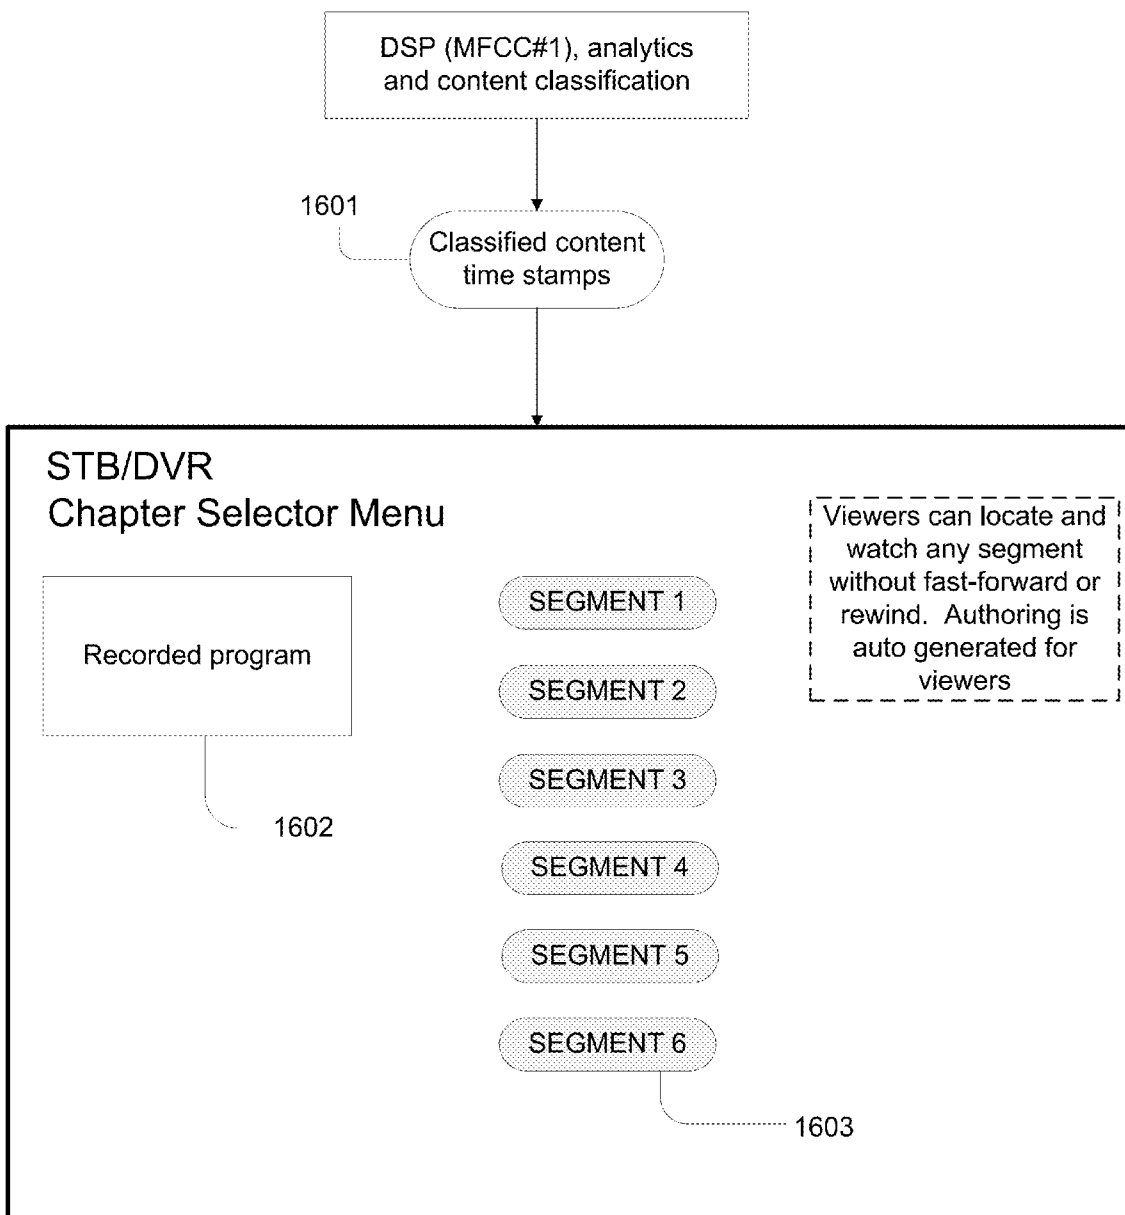 DSP (MFCC#1), analytics
and content classification
1601
Classified content
time stamps
STB/DVR
Chapter Selector Menu
Viewers can locate and
watch any segment
without fast-forward or
rewind. Authoring is
auto generated for
viewers
Recorded program
1602
SEGMENT 1
SEGMENT 2
SEGMENT 3
SEGMENT 4
SEGMENT 5
SEGMENT 6
1603